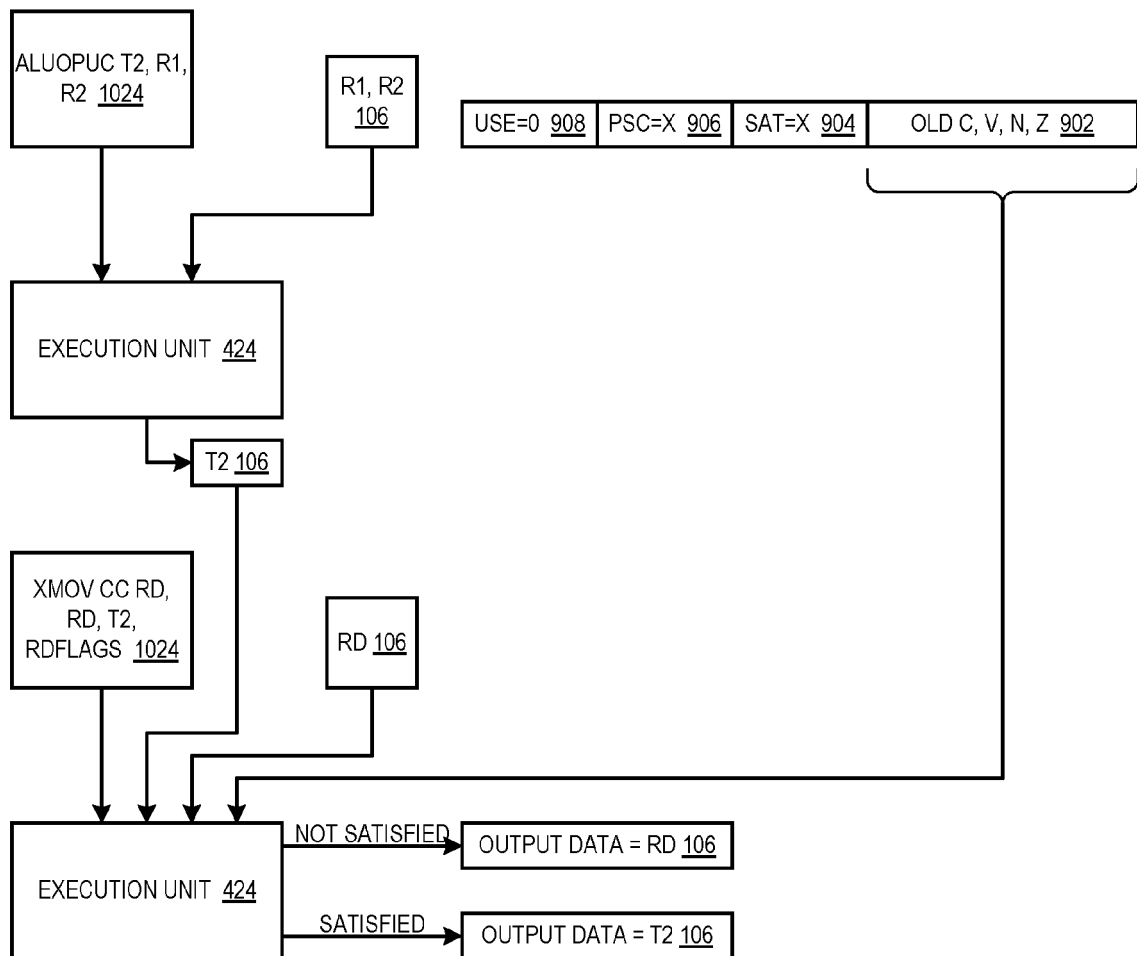 ALUOPUC T2, R1,
R2 1024
R1, R2
106
USE=0 908
PSC=X 906
SAT=X 904
OLD C, V, N, Z 902
EXECUTION UNIT 424
T2 106
XMOV CC RD,
RD, T2,
RDFLAGS 1024
RD 106
EXECUTION UNIT 424
NOT SATISFIED
OUTPUT DATA = RD 106
SATISFIED
OUTPUT DATA = T2 106